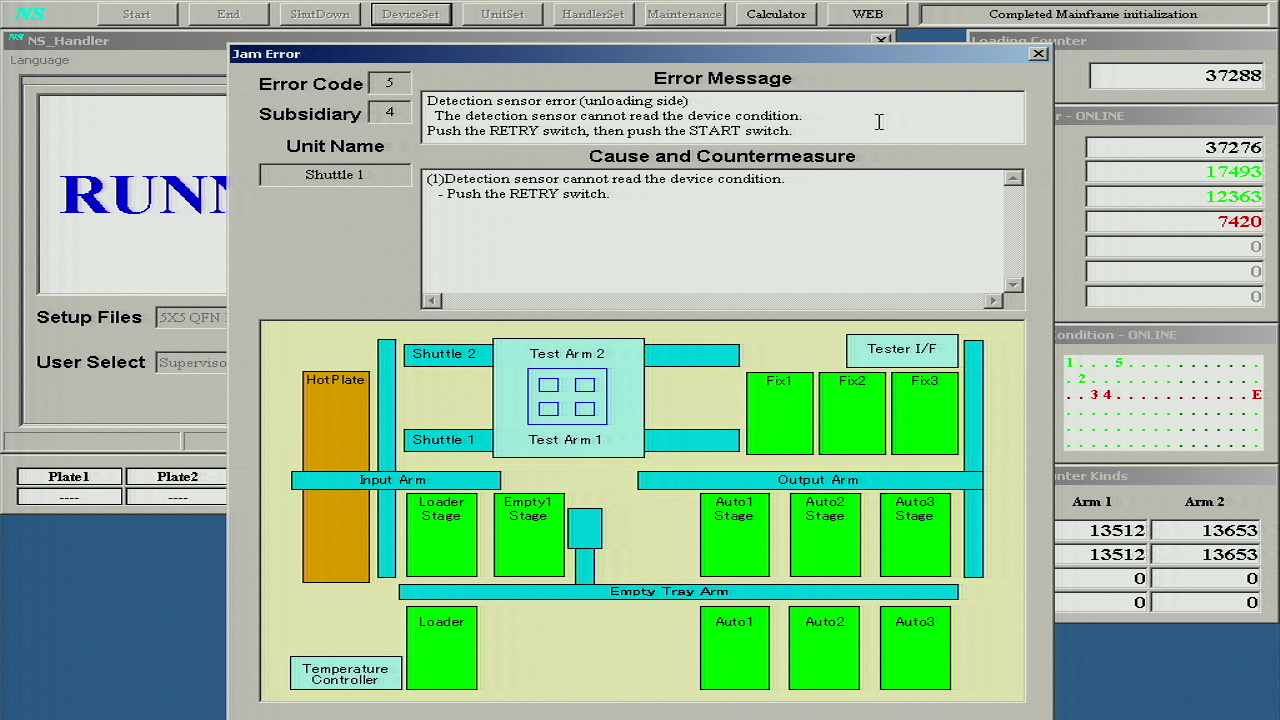 NS Start End ShutDown DeviceSet UnitSet HandlerSet Maintenance Calculator WEB Completed Mainframe initialization
NS NS_Handler
Language
RUNN
Setup Files 5X5 QFN
User Select Superviso
Plate1 Plate2
---- ----
Jam Error
Error Code 5
Subsidiary 4
Unit Name
Shuttle 1
Error Message
Detection sensor error (unloading side)
The detection sensor cannot read the device condition.
Push the RETRY switch, then push the START switch.
Cause and Countermeasure
(1)Detection sensor cannot read the device condition.
- Push the RETRY switch.
Shuttle 2 Test Arm 2 Tester I/F
HotPlate Fix1 Fix2 Fix3
Shuttle 1 Test Arm 1
Input Arm Output Arm
Loader Stage Empty1 Stage Auto1 Stage Auto2 Stage Auto3 Stage
Empty Tray Arm
Loader Auto1 Auto2 Auto3
Temperature
Controller
Loading Counter
37288
r - ONLINE
37276
17493
12363
7420
0
0
0
ondition - ONLINE
1 . . . 5 . . . . . . . . . . .
. 2 . . . . . . . . . . . . . .
. . 3 4 . . . . . . . . . . . E
unter Kinds
Arm 1 Arm 2
13512 13653
13512 13653
0 0
0 0